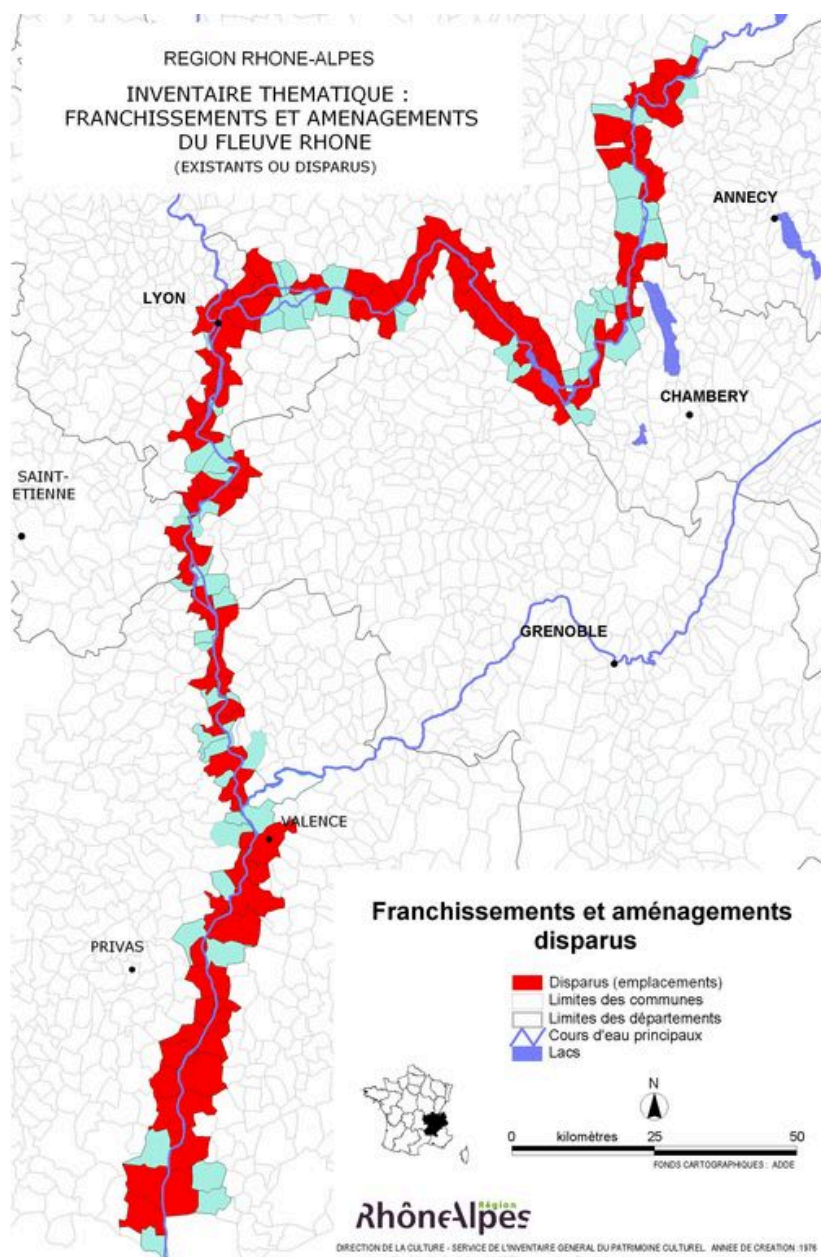 REGION RHONE-ALPES
INVENTAIRE THEMATIQUE :
FRANCHISSEMENTS ET AMENAGEMENTS
DU FLEUVE RHONE
(EXISTANTS OU DISPARUS)
ANNECY
LYON
CHAMBERY
SAINT-
ETIENNE
GRENOBLE
VALENCE
PRIVAS
Franchissements et aménagements
disparus
Disparus (emplacements)
Limites des communes
Limites des départements
Cours d'eau principaux
Lacs
N
0 kilomètres 25 50
FONDS CARTOGRAPHIQUES : ADDE
Région
RhôneAlpes
DIRECTION DE LA CULTURE - SERVICE DE L'INVENTAIRE GENERAL DU PATRIMOINE CULTUREL ANNEE DE CREATION :1976